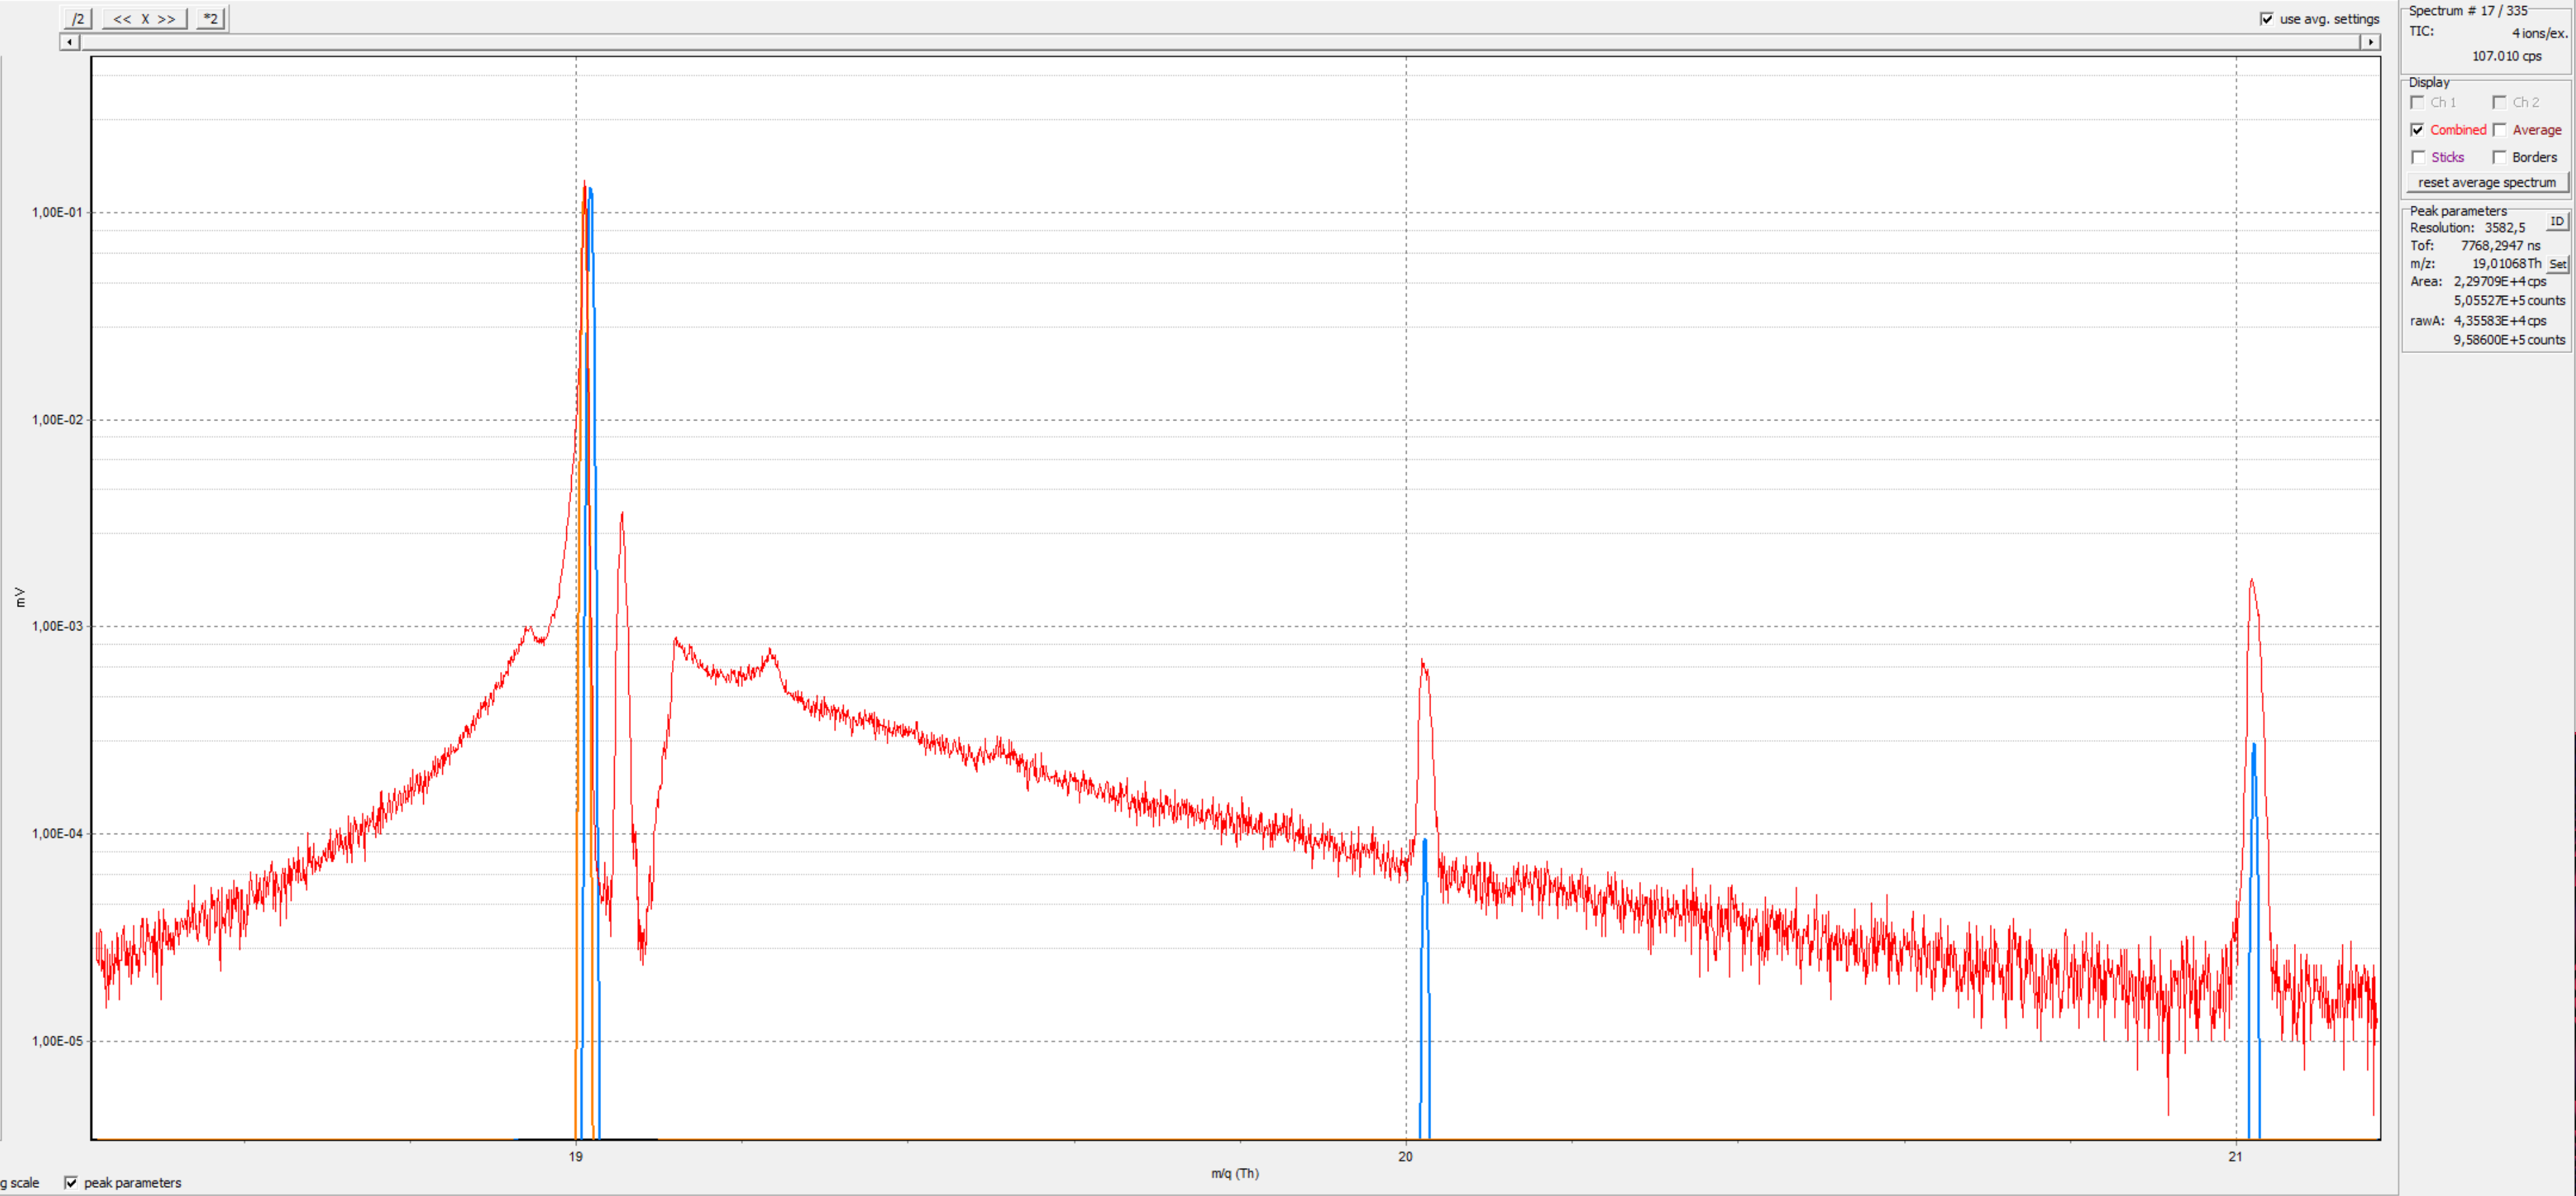 /2 << X >> *2
use avg. settings
Spectrum # 17 / 335
TIC: 4 ions/ex.
107.010 cps
Display
Ch 1 Ch 2
Combined Average
Sticks Borders
reset average spectrum
Peak parameters
ID
Resolution: 3582,5
Tof: 7768,2947 ns
m/z: 19,01068 Th Set
Area: 2,29709E+4 cps
5,05527E+5 counts
rawA: 4,35583E+4 cps
9,58600E+5 counts
1,00E-01
1,00E-02
mV
1,00E-03
1,00E-04
1,00E-05
19 20 21
m/q (Th)
g scale peak parameters